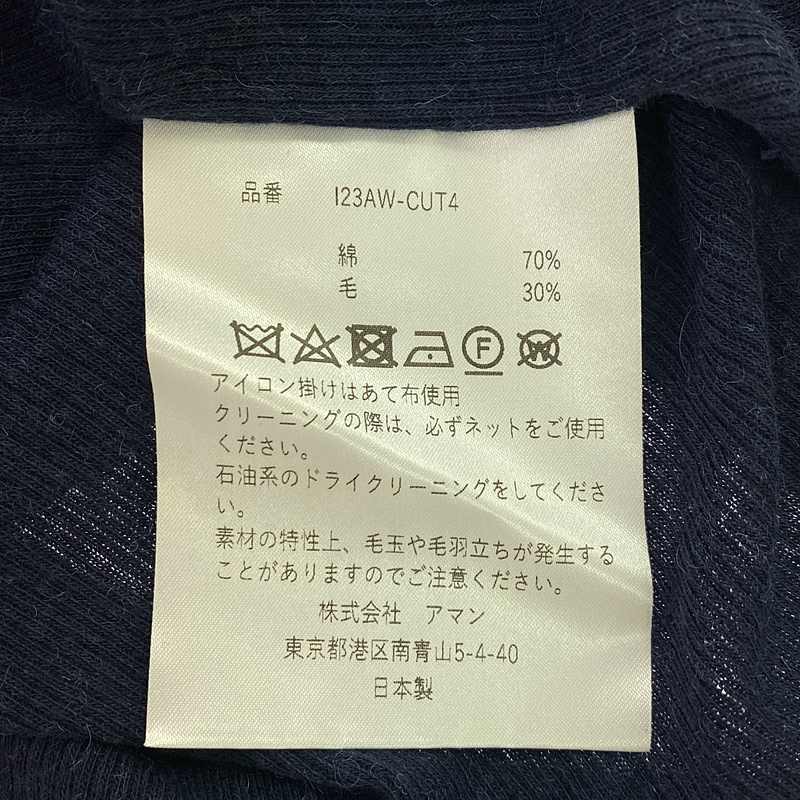 品番 I23AW-CUT4
綿 70%
毛 30%
F W
アイロン掛けはあて布使用
クリーニングの際は、必ずネットをご使用
ください。
石油系のドライクリーニングをしてくださ
い。
素材の特性上、毛玉や毛羽立ちが発生する
ことがありますのでご注意ください。
株式会社 アマン
東京都港区南青山5-4-40
日本製